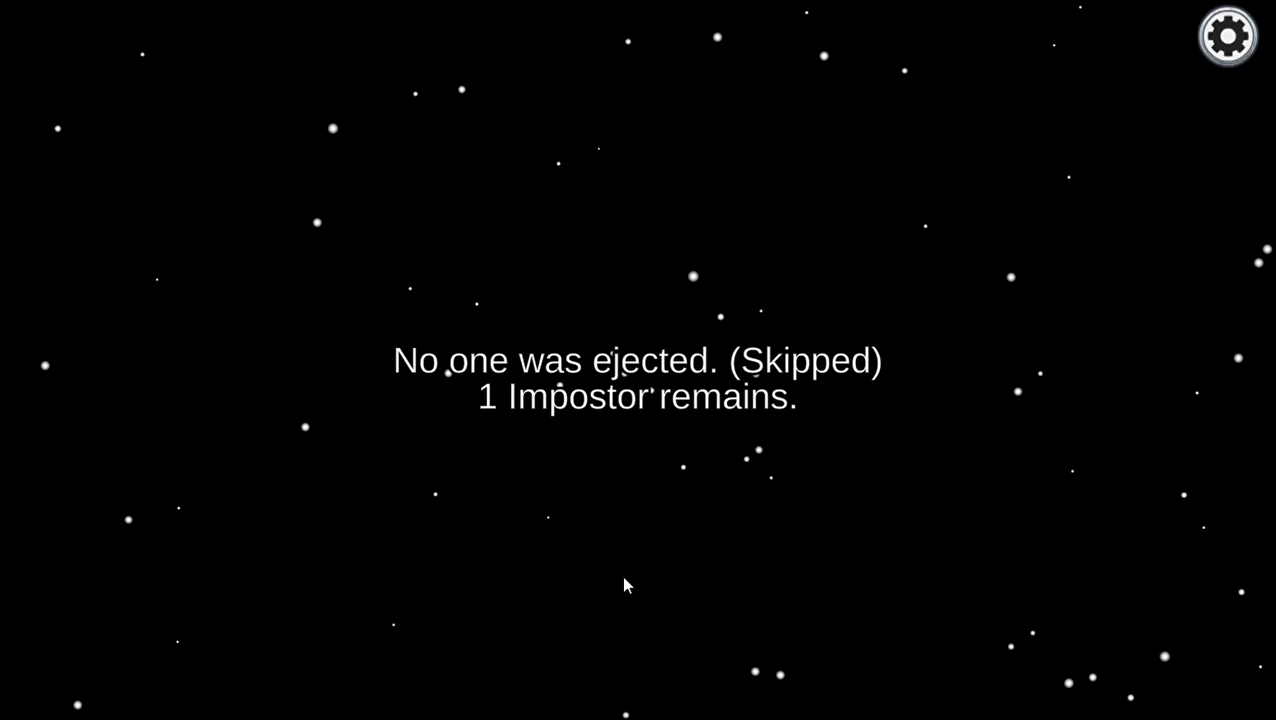 No one was ejected. (Skipped)
1 Impostor remains.